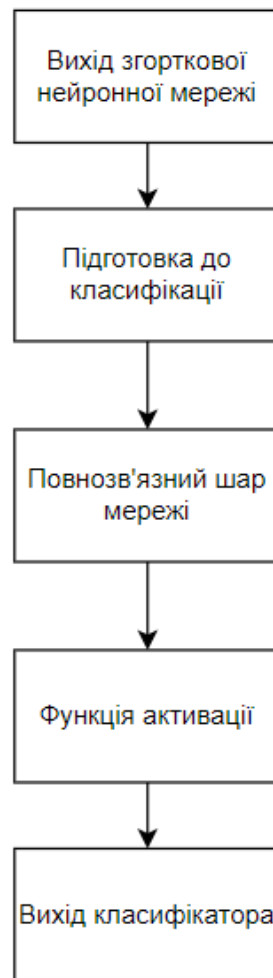 Вихід згорткової
нейронної мережі
Підготовка до
класифікації
Повнозв'язний шар
мережі
Функція активації
Вихід класифікатора